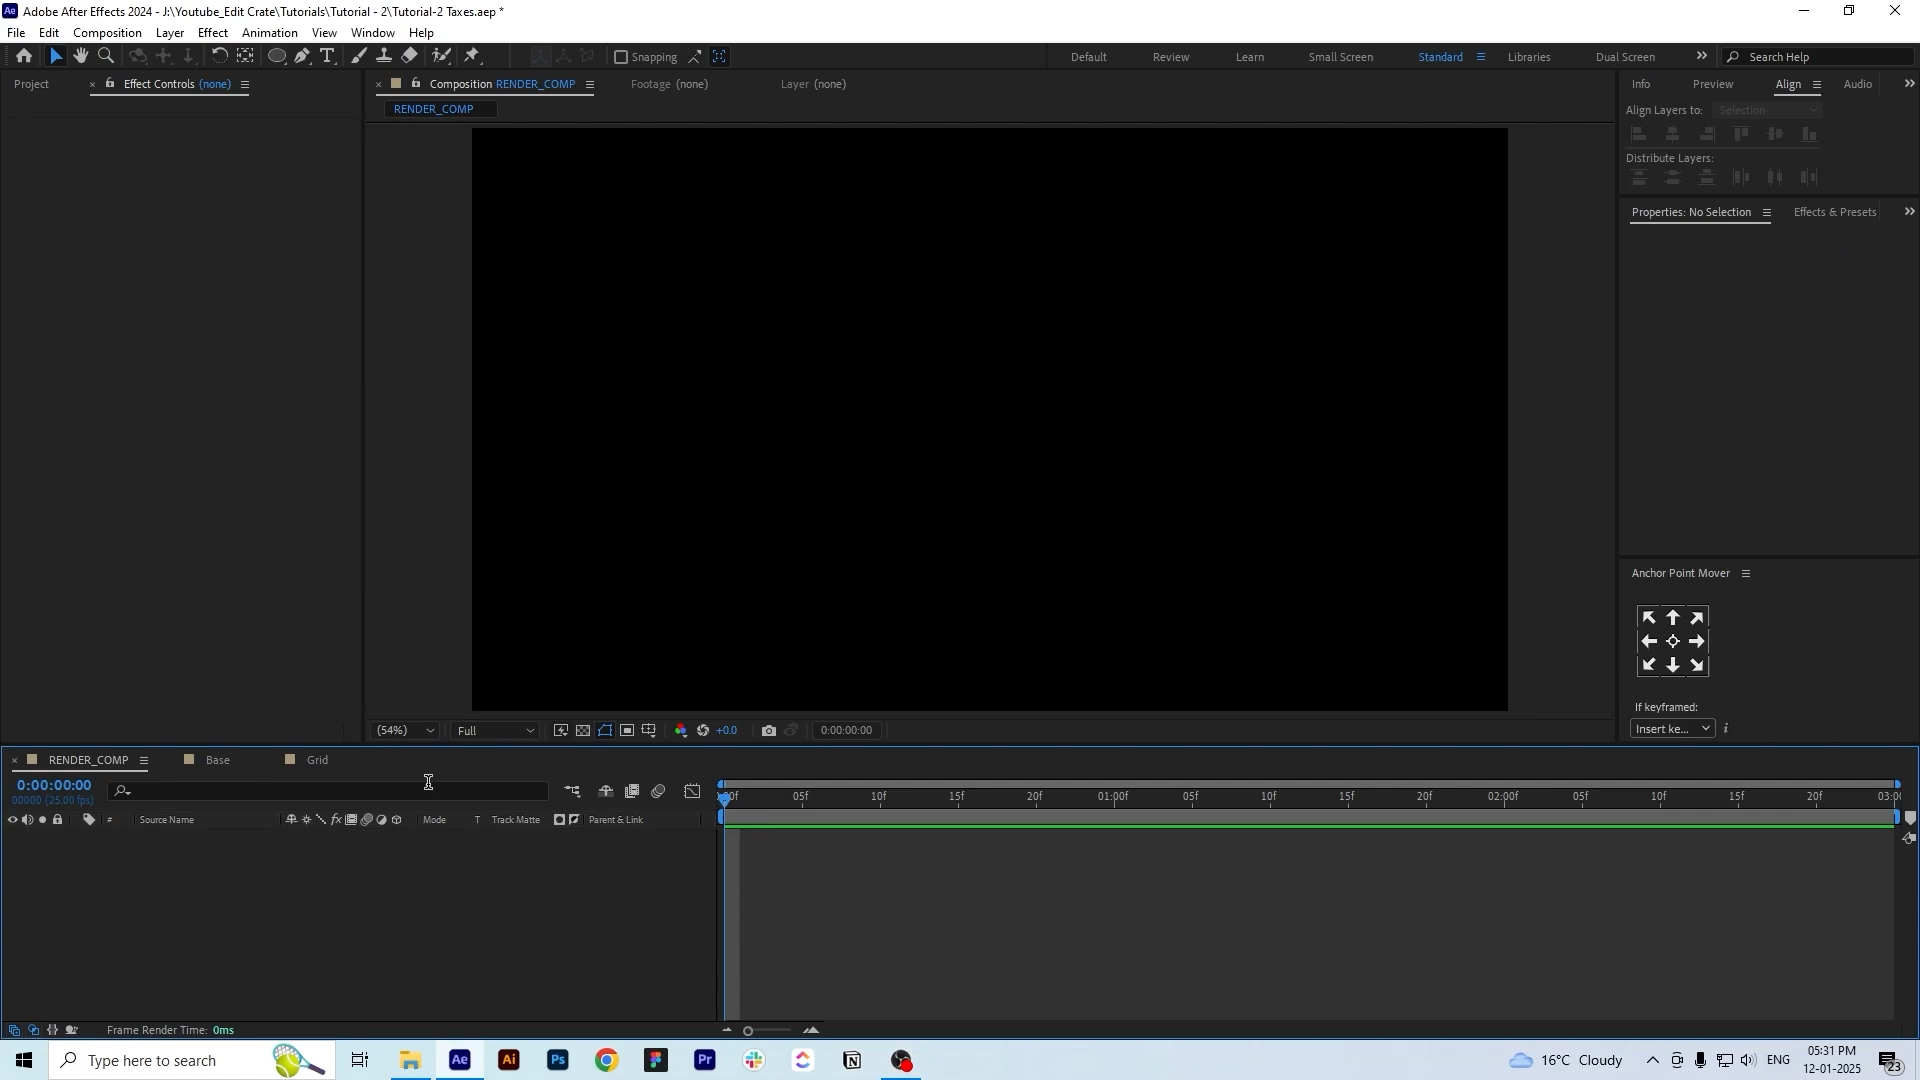 Adobe After Effects 2024 - J:\Youtube_Edit Crate\Tutorials\Tutorial - 2\Tutorial-2 Taxes.aep *
File Edit Composition Layer Effect Animation View Window Help
Snapping Default Review Learn Small Screen Standard Libraries Dual Screen Search Help
Project Effect Controls (none) Composition RENDER_COMP Footage (none) Layer (none) Info Preview Align Audio
RENDER_COMP
Align Layers to: Selection
Distribute Layers:
Properties: No Selection Effects & Presets
Anchor Point Mover
If keyframed:
Insert ke...
(54%) Full +0.0 0:00:00:00
RENDER_COMP Base Grid
0:00:00:00
00000 (25.00 fps)
05f 10f 15f 20f 01:00f 05f 10f 15f 20f 02:00f 05f 10f 15f 20f
# Source Name Mode T Track Matte Parent & Link
Frame Render Time: 0ms
Type here to search 16°C Cloudy ENG 05:31 PM
12-01-2025
23